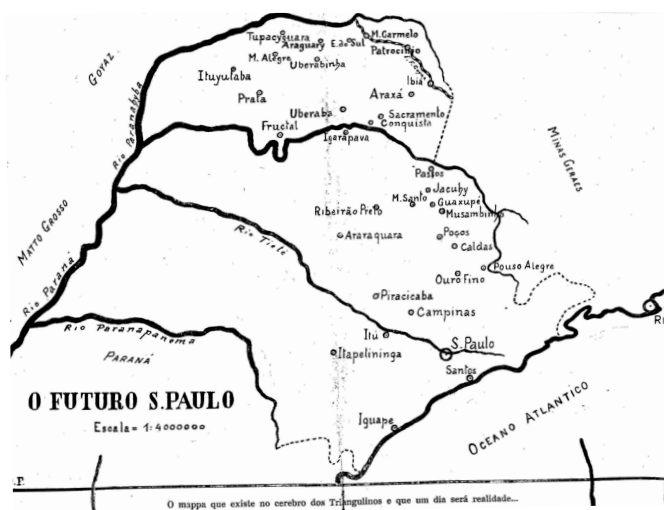 Tupacyguara
Araguary
E. do Sul
M. Carmelo
Patrocinio
M. Alegre
Uberabinha
GOYAZ
Ituyutaba
Ibiá
Prata
Araxá
Rio Paranahyba
Uberaba
Sacramento
Conquista
Fructal
Igarapava
MINAS GERAES
Passos
Jacuhy
MATTO GROSSO
M. Santo
Guaxupé
Ribeirão Preto
Musambinho
Rio Tieté
Araraquara
Poços
Caldas
Rio Paraná
Pouso Alegre
Ouro Fino
Piracicaba
Campinas
Rio Paranapanema
Itú
S. Paulo
PARANÁ
Itapelininga
Santos
O FUTURO S. PAULO
Escala = 1:4000000
Iguape
OCEANO ATLANTICO
O mappa que existe no cerebro dos Triangulinos e que um dia será realidade...